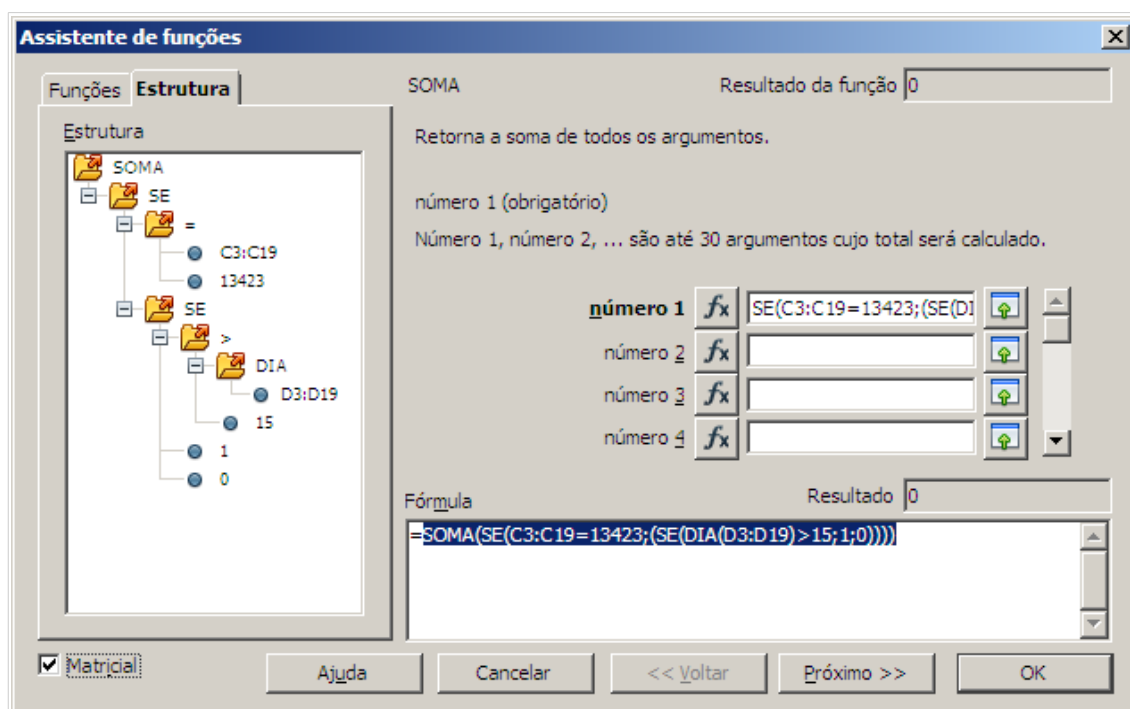 Assistente de funções
Funções Estrutura
Estrutura
SOMA
SE
=
C3:C19
13423
SE
>
DIA
D3:D19
15
1
0
SOMA Resultado da função 0
Retorna a soma de todos os argumentos.
número 1 (obrigatório)
Número 1, número 2, ... são até 30 argumentos cujo total será calculado.
número 1 fx SE(C3:C19=13423;(SE(DI
número 2 fx
número 3 fx
número 4 fx
Fórmula Resultado 0
=SOMA(SE(C3:C19=13423;(SE(DIA(D3:D19)>15;1;0))))
Matricial Ajuda Cancelar << Voltar Próximo >> OK